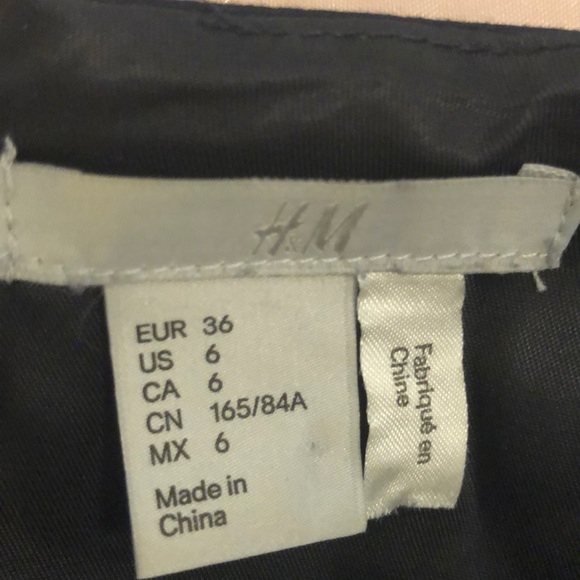 H&M
EUR 36
US 6
CA 6
CN 165/84A
MX 6
Made in
China
Fabriqué en
Chine